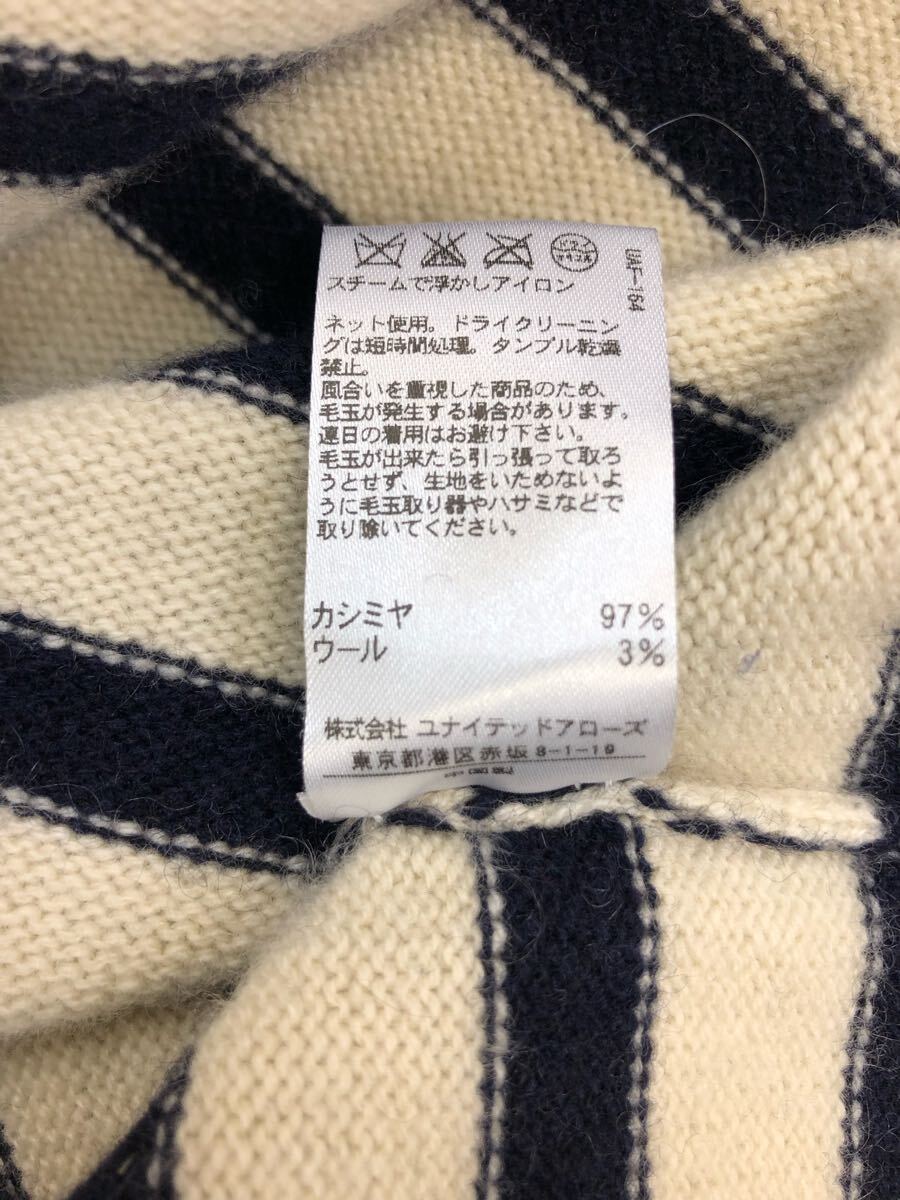 スチームで浮かしアイロン
UAT-164
ネット使用。ドライクリーニン
グは短時間処理。タンブル乾燥
禁止。
風合いを重視した商品のため、
毛玉が発生する場合があります。
連日の着用はお避け下さい。
毛玉が出来たら引っ張って取ろ
うとせず、生地をいためないよ
うに毛玉取り器やハサミなどで
取り除いてください。
カシミヤ 97%
ウール 3%
株式会社 ユナイテッドアローズ
東京都港区赤坂8-1-19